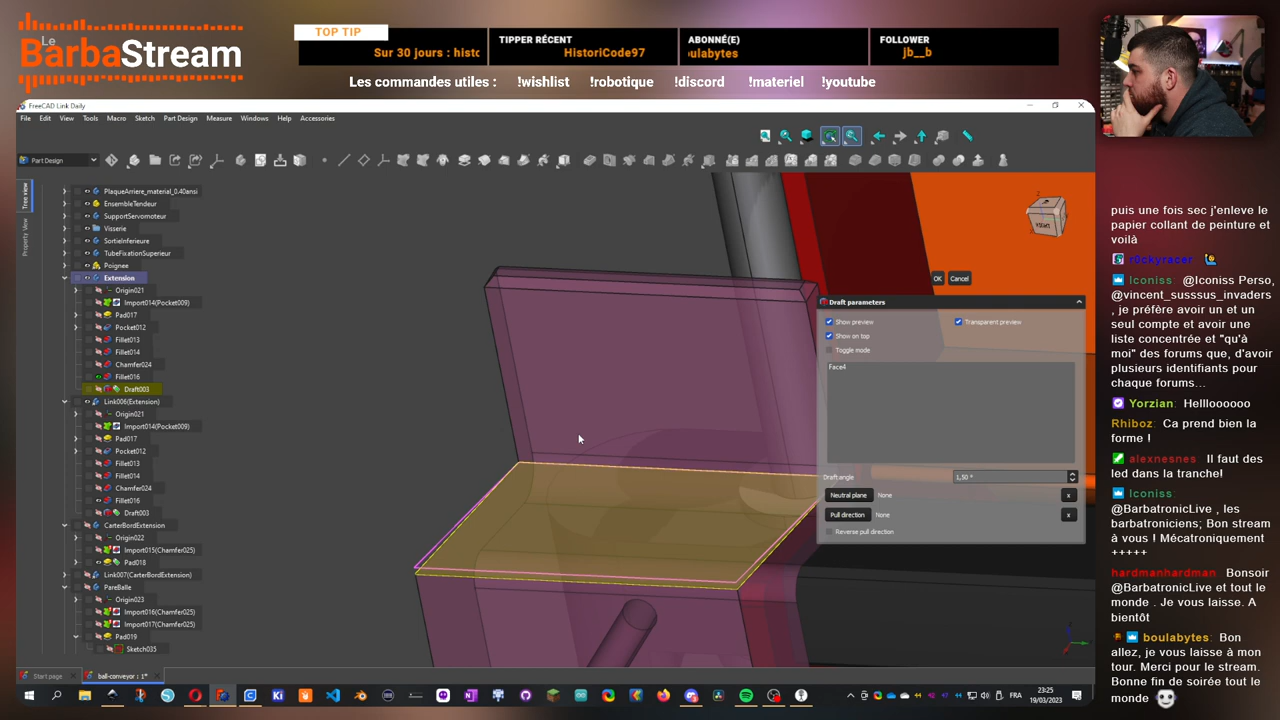 Le
BarbaStream
TOP TIP
Sur 30 jours : histc
TIPPER RÉCENT
HistoriCode97
ABONNÉ(E)
oulabytes
FOLLOWER
jb__b
Les commandes utiles : !wishlist !robotique !discord !materiel !youtube
FreeCAD Link Daily
File Edit View Tools Macro Sketch Part Design Measure Windows Help Accessories
Part Design
Tree view
Property View
PlaqueArriere_material_0.40ansi
EnsembleTendeur
SupportServomoteur
Visserie
SortieInferieure
TubeFixationSuperieur
Poignee
Extension
Origin021
Import014(Pocket009)
Pad017
Pocket012
Fillet013
Fillet014
Chamfer024
Fillet016
Draft003
Link006(Extension)
Origin021
Import014(Pocket009)
Pad017
Pocket012
Fillet013
Fillet014
Chamfer024
Fillet016
Draft003
CarterBordExtension
Origin022
Import015(Chamfer025)
Pad018
Link007(CarterBordExtension)
PareBalle
Origin023
Import016(Chamfer025)
Import017(Chamfer025)
Pad019
Sketch035
RIGHT
Z
OK Cancel
Draft parameters
Show preview Transparent preview
Show on top
Toggle mode
Face4
Draft angle 1,50 °
Neutral plane None x
Pull direction None x
Reverse pull direction
Start page ball-conveyor : 1*
FR
23:25
19/03/2023
puis une fois sec j'enleve le
papier collant de peinture et
voilà
r0ckyracer
Iconiss @Iconiss Perso,
@vincent_susssus_invaders
, je préfère avoir un et un
seul compte et avoir une
liste concentrée et "qu'à
moi" des forums que, d'avoir
plusieurs identifiants pour
chaque forums...
Yorzian: Hellloooooo
Rhiboz : Ca prend bien la
forme !
alexnesnes : Il faut des
led dans la tranche!
Iconiss :
@BarbatronicLive , les
barbatroniciens; Bon stream
à vous ! Mécatroniquement
+++++
hardmanhardman : Bonsoir
@BarbatronicLive et tout le
monde . Je vous laisse. A
bientôt
boulabytes : Bon
allez, je vous laisse à mon
tour. Merci pour le stream.
Bonne fin de soirée tout le
monde